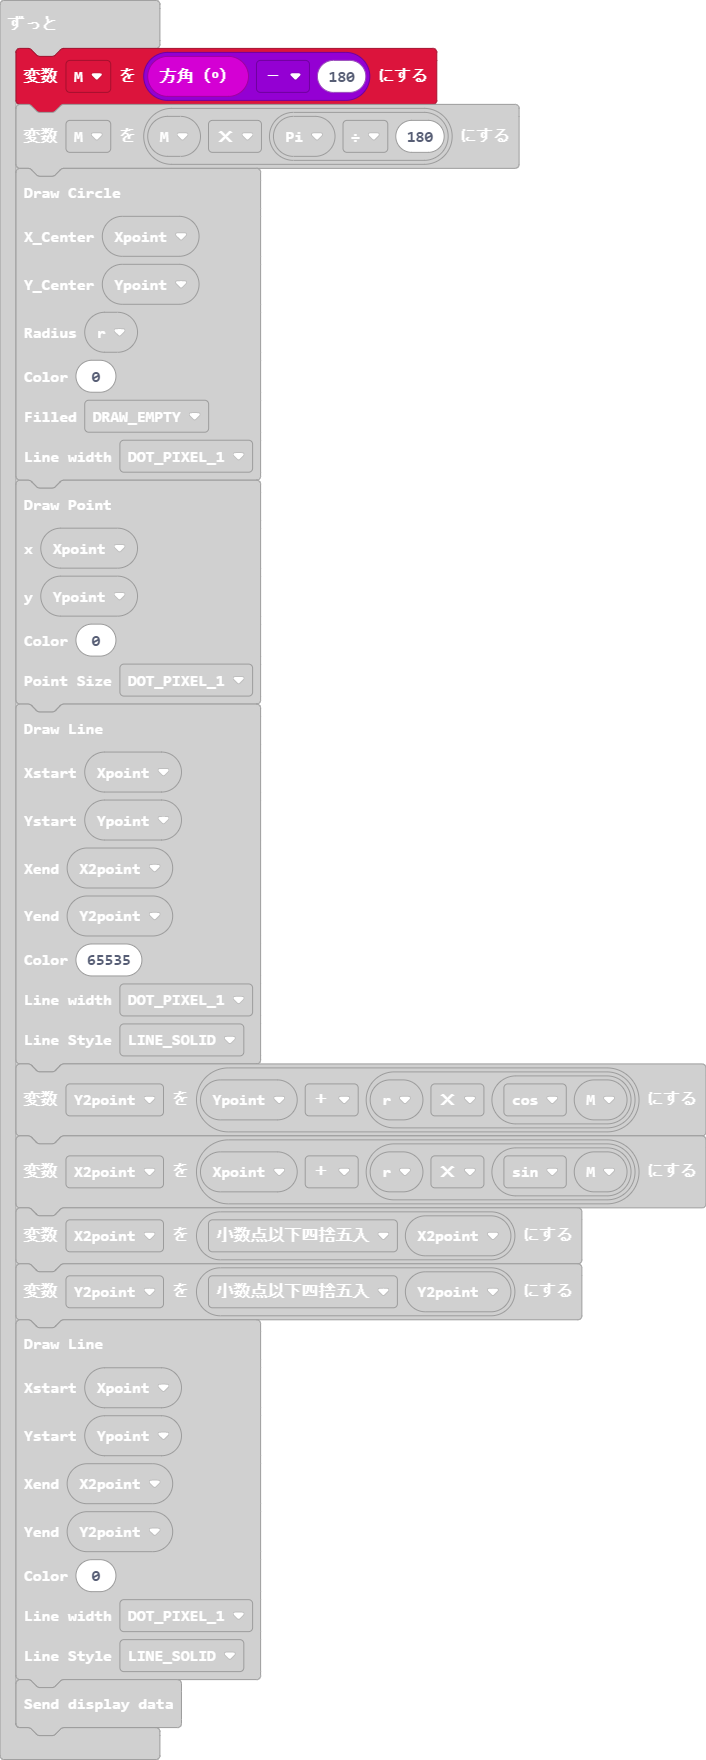 ずっと
変数 M を 方角 (°) － 180 にする
変数 M を M × Pi ÷ 180 にする
Draw Circle
X_Center Xpoint
Y_Center Ypoint
Radius r
Color 0
Filled DRAW_EMPTY
Line width DOT_PIXEL_1
Draw Point
x Xpoint
y Ypoint
Color 0
Point Size DOT_PIXEL_1
Draw Line
Xstart Xpoint
Ystart Ypoint
Xend X2point
Yend Y2point
Color 65535
Line width DOT_PIXEL_1
Line Style LINE_SOLID
変数 Y2point を Ypoint + r × cos M にする
変数 X2point を Xpoint + r × sin M にする
変数 X2point を 小数点以下四捨五入 X2point にする
変数 Y2point を 小数点以下四捨五入 Y2point にする
Draw Line
Xstart Xpoint
Ystart Ypoint
Xend X2point
Yend Y2point
Color 0
Line width DOT_PIXEL_1
Line Style LINE_SOLID
Send display data